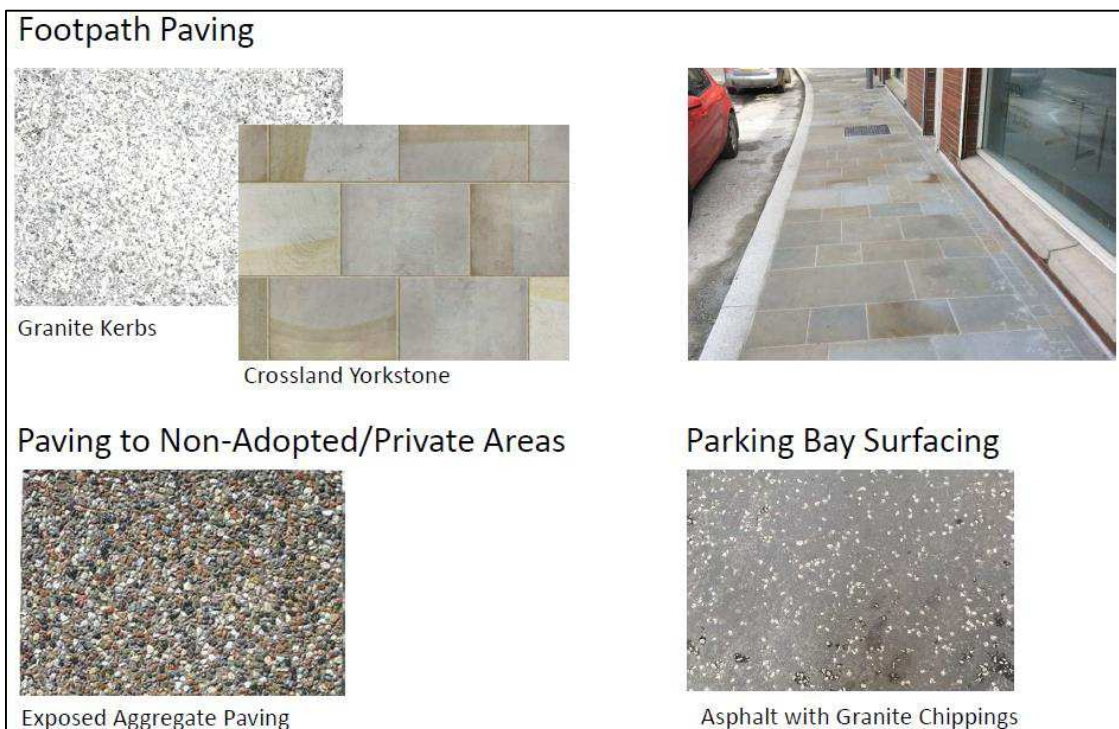 Footpath Paving
Granite Kerbs
Crossland Yorkstone
Paving to Non-Adopted/Private Areas
Parking Bay Surfacing
Exposed Aggregate Paving
Asphalt with Granite Chippings